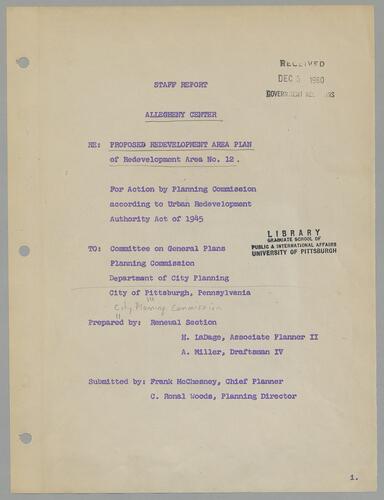 RECEIVED
DEC 5 1960
STAFF REPORT
ALLEGHENY CENTER
RE: PROPOSED REDEVELOPMENT AREA PLAN
of Redevelopment Area No. 12.
For Action by Planning Commission
according to Urban Redevelopment
Authority Act of 1945
LIBRARY
GRADUATE SCHOOL OF
PUBLIC & INTERNATIONAL AFFAIRS
UNIVERSITY OF PITTSBURGH
TO: Committee on General Plans
Planning Commission
Department of City Planning
City of Pittsburgh, Pennsylvania
City Planning Commission
Prepared by: Renewal Section
H. LaDage, Associate Planner II
A. Miller, Draftsman IV
Submitted by: Frank McChesney, Chief Planner
C. Ronal Woods, Planning Director
1.